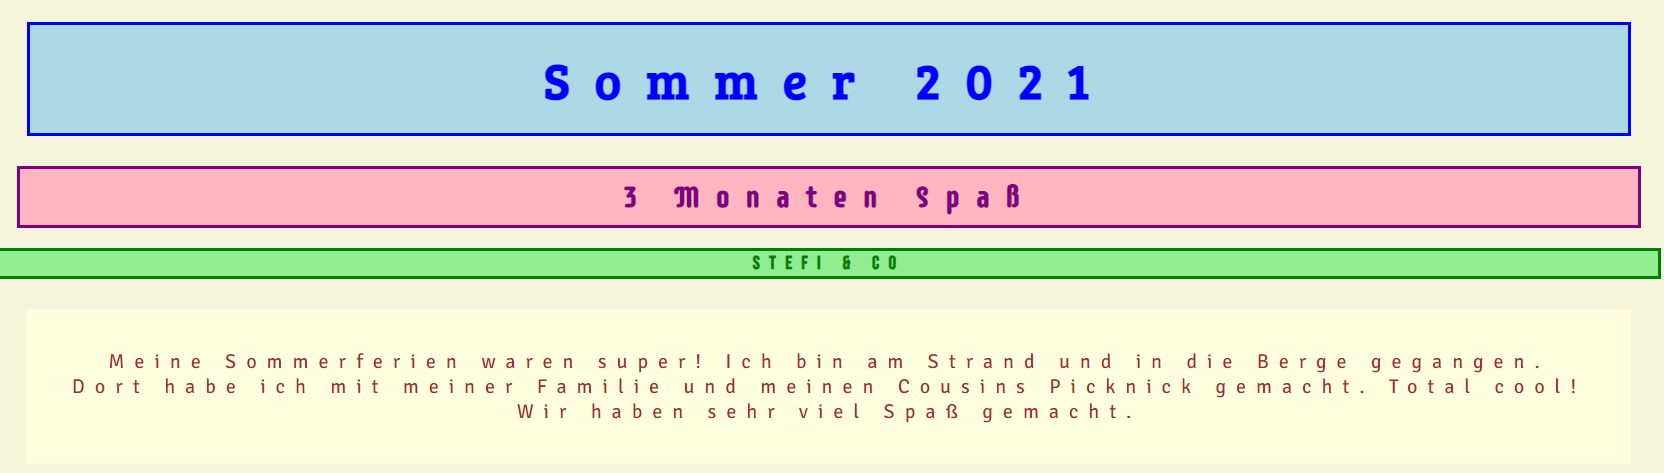 Sommer 2021
3 Monaten Spaß
STEFI & CO
Meine Sommerferien waren super! Ich bin am Strand und in die Berge gegangen.
Dort habe ich mit meiner Familie und meinen Cousins Picknick gemacht. Total cool!
Wir haben sehr viel Spaß gemacht.